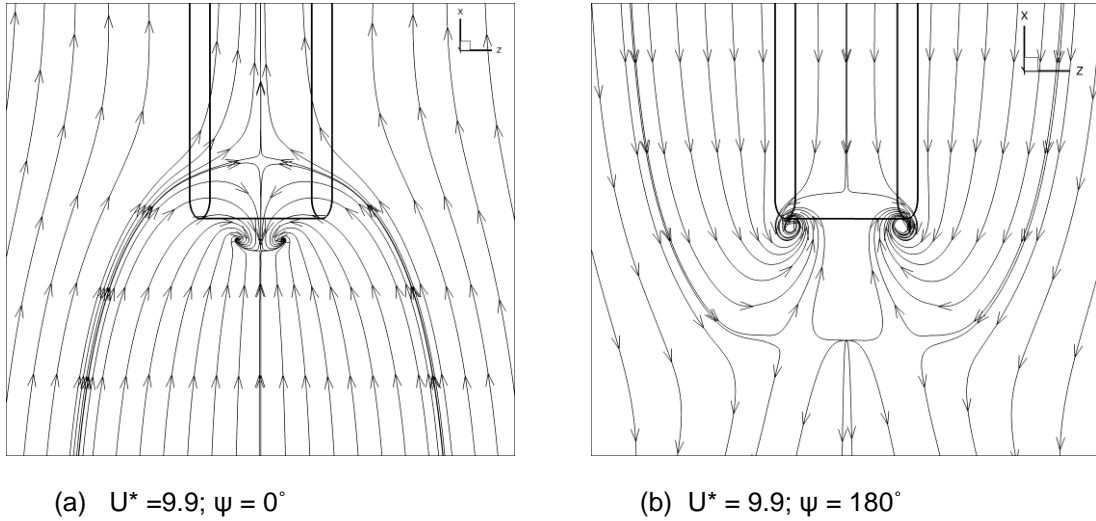 x
z
X
Z
(a) U* =9.9; ψ = 0°
(b) U* = 9.9; ψ = 180°